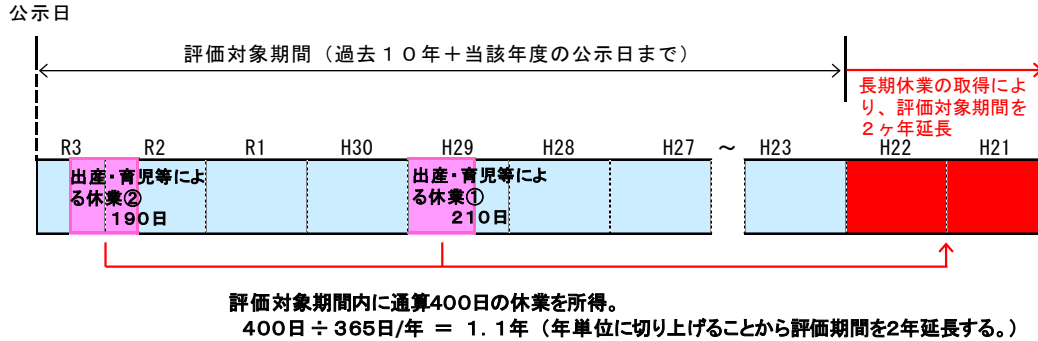 公示日
評価対象期間（過去１０年＋当該年度の公示日まで）
長期休業の取得によ
り、評価対象期間を
２ヶ年延長
R3 R2 R1 H30 H29 H28 H27 ～ H23 H22 H21
出産・育児等によ
る休業②
190日
出産・育児等によ
る休業①
210日
評価対象期間内に通算400日の休業を所得。
400日÷365日/年 ＝ 1.1年（年単位に切り上げることから評価期間を2年延長する。）